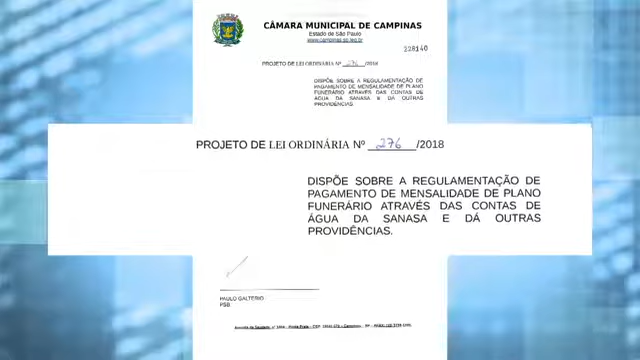 CÂMARA MUNICIPAL DE CAMPINAS
Estado de São Paulo
www.campinas.sp.leg.br
228140
PROJETO DE LEI ORDINÁRIA Nº 276 /2018
DISPÕE SOBRE A REGULAMENTAÇÃO DE
PAGAMENTO DE MENSALIDADE DE PLANO
FUNERÁRIO ATRAVÉS DAS CONTAS DE
ÁGUA DA SANASA E DÁ OUTRAS
PROVIDÊNCIAS
PROJETO DE LEI ORDINÁRIA Nº 276 /2018
DISPÕE SOBRE A REGULAMENTAÇÃO DE
PAGAMENTO DE MENSALIDADE DE PLANO
FUNERÁRIO ATRAVÉS DAS CONTAS DE
ÁGUA DA SANASA E DÁ OUTRAS
PROVIDÊNCIAS.
PAULO GALTERIO
PSB